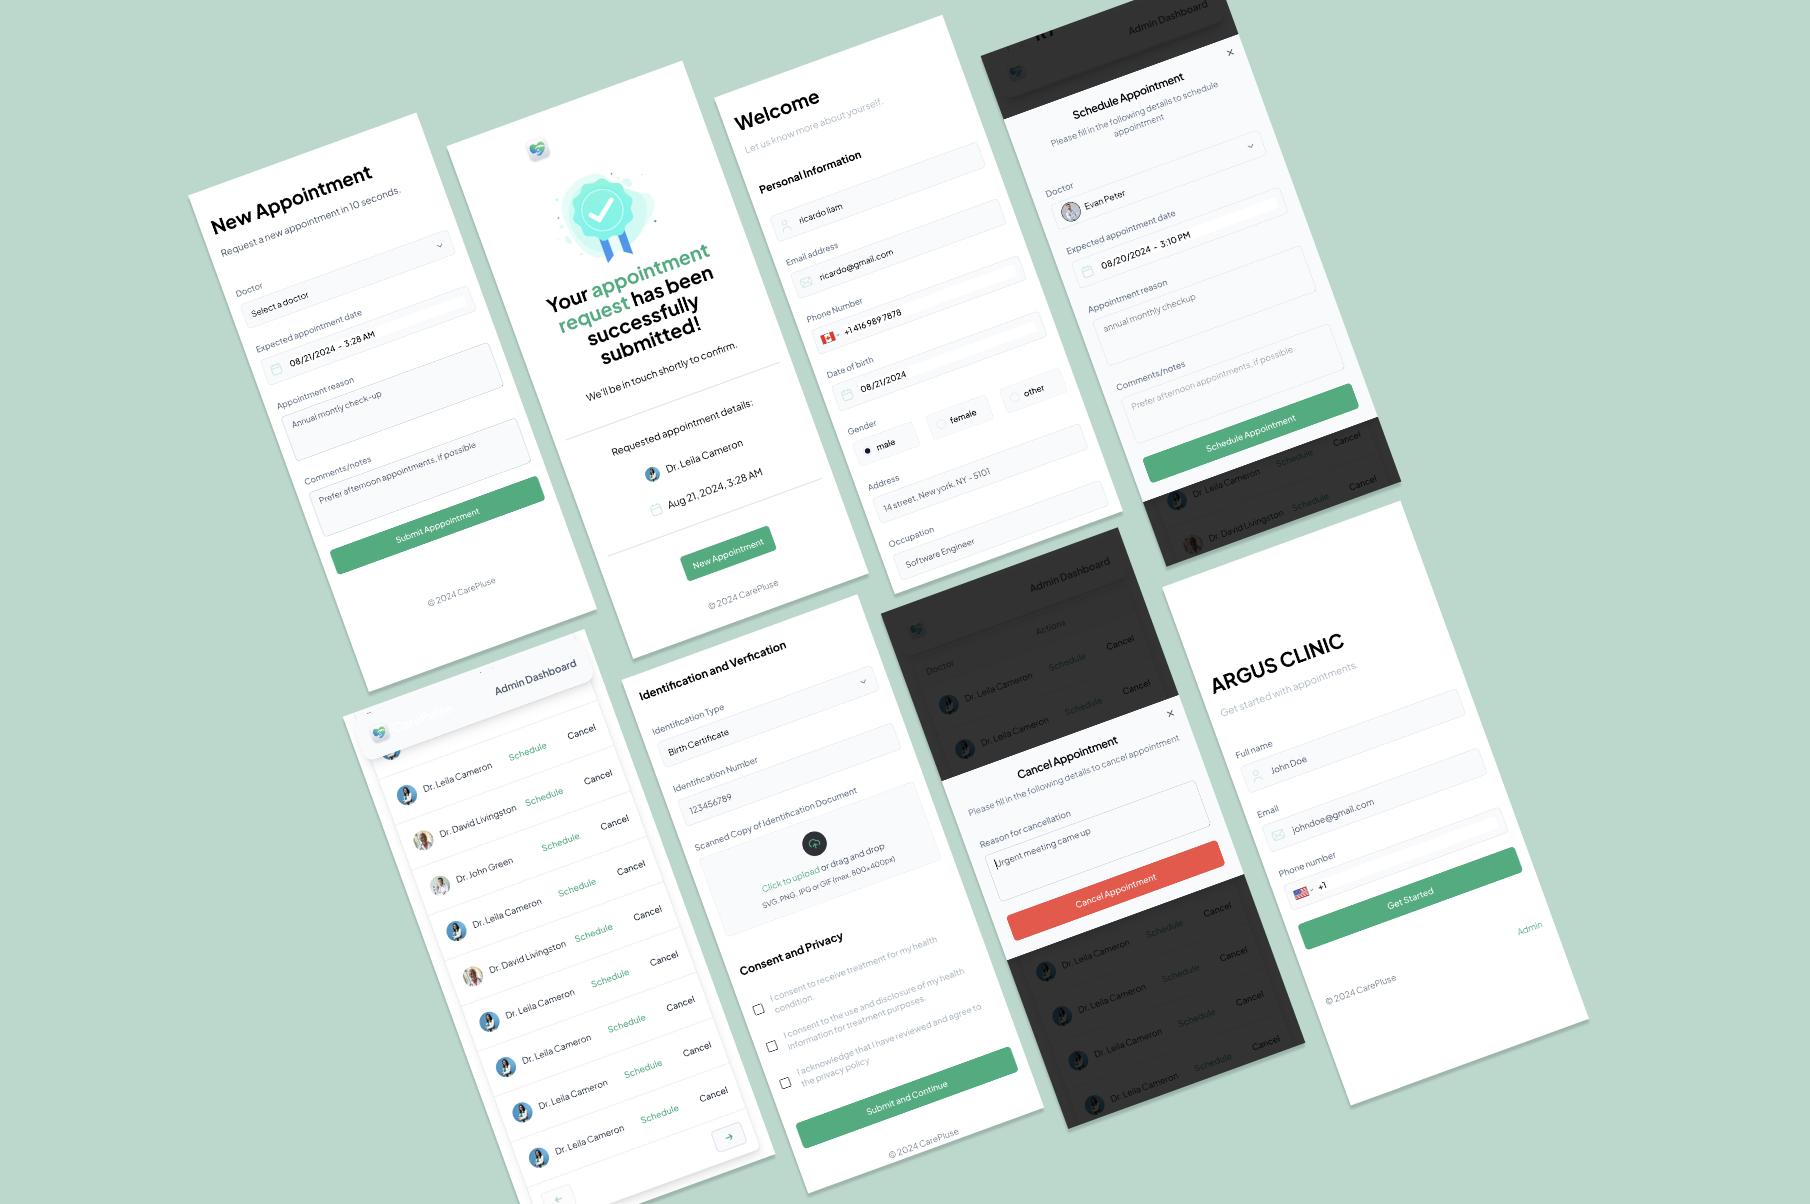 New Appointment
Request a new appointment in 10 seconds.
Doctor
Select a doctor
Expected appointment date
08/21/2024 - 3:28 AM
Appointment reason
Annual montly check-up
Comments/notes
Prefer afternoon appointments, if possible
Submit Apppointment
© 2024 CarePluse
Your appointment
request has been
successfully
submitted!
We'll be in touch shortly to confirm.
Requested appointment details:
Dr. Leila Cameron
Aug 21, 2024, 3:28 AM
New Appointment
© 2024 CarePluse
Welcome
Let us know more about yourself.
Personal Information
ricardo liam
Email address
ricardo@gmail.com
Phone Number
+1 416 989 7878
Date of birth
08/21/2024
Gender
male
female
other
Address
14 street, New york, NY - 5101
Occupation
Software Engineer
Admin Dashboard
Schedule Appointment
Please fill in the following details to schedule
appointment
Doctor
Evan Peter
Expected appointment date
08/20/2024 - 3:10 PM
Appointment reason
annual monthly checkup
Comments/notes
Prefer afternoon appointments, if possible
Schedule Appointment
Cancel
Dr. Leila Cameron Schedule
Cancel
Dr. David Livingston Schedule
Admin Dashboard
Dr. Leila Cameron Schedule Cancel
Dr. David Livingston Schedule Cancel
Dr. John Green Schedule Cancel
Dr. Leila Cameron Schedule Cancel
Dr. David Livingston Schedule Cancel
Dr. Leila Cameron Schedule Cancel
Dr. Leila Cameron Schedule Cancel
Dr. Leila Cameron Schedule Cancel
Dr. Leila Cameron Schedule Cancel
Identification and Verfication
Identification Type
Birth Certificate
Identification Number
123456789
Scanned Copy of Identification Document
Click to upload or drag and drop
SVG, PNG, JPG or GIF (max. 800x400px)
Consent and Privacy
I consent to receive treatment for my health
condition.
I consent to the use and disclosure of my health
information for treatment purposes.
I acknowledge that I have reviewed and agree to
the privacy policy
Submit and Continue
© 2024 CarePluse
Admin Dashboard
Doctor Actions
Dr. Leila Cameron Schedule Cancel
Dr. Leila Cameron Schedule Cancel
Cancel Appointment
Please fill in the following details to cancel appointment
Reason for cancellation
Urgent meeting came up
Cancel Appointment
Dr. Leila Cameron Schedule Cancel
Dr. Leila Cameron Schedule Cancel
Dr. Leila Cameron Schedule Cancel
Dr. Leila Cameron Schedule Cancel
ARGUS CLINIC
Get started with appointments.
Full name
John Doe
Email
johndoe@gmail.com
Phone number
+1
Get Started
Admin
© 2024 CarePluse